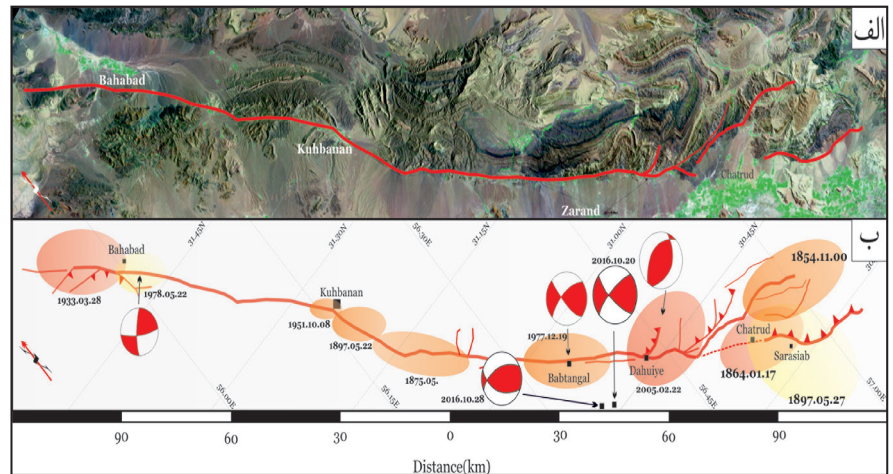 الف
Bahabad
Kuhbanan
Chatrud
Zarand
ب
31.45N
31.30N
56.30E
31.15N
31.00N
30.45N
Bahabad
2016.10.20
1854.11.00
1933.03.28
1978.05.22
Kuhbanan
1951.10.08
1897.05.22
1977.12.19
Chatrud
Sarasiab
1875.05.
Babtangal
Dahuiye
2005.02.22
1864.01.17
2016.10.28
1897.05.27
56.00E
56.15E
56.45E
57.00E
90 60 30 0 30 60 90
Distance(km)